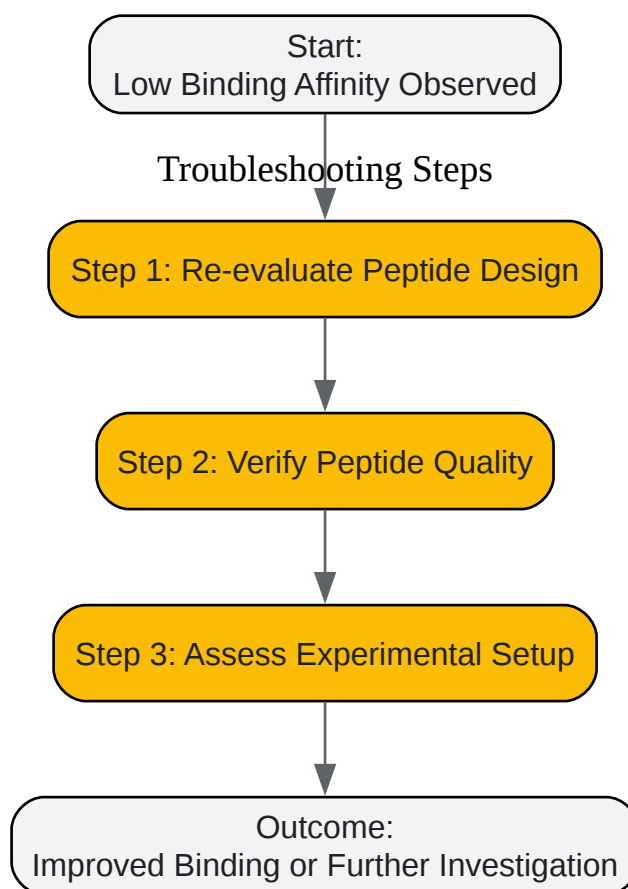 Start:
Low Binding Affinity Observed
Troubleshooting Steps
Step 1: Re-evaluate Peptide Design
Step 2: Verify Peptide Quality
Step 3: Assess Experimental Setup
Outcome:
Improved Binding or Further Investigation